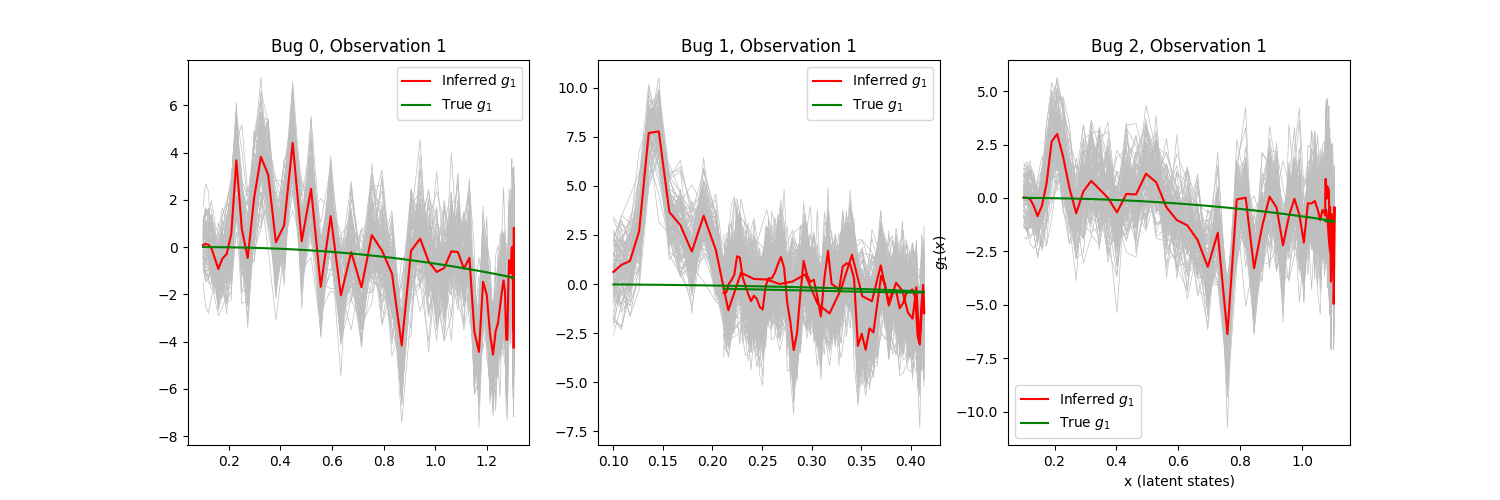 Bug 0, Observation 1
Inferred g₁
True g₁
6
4
2
0
−2
−4
−6
−8
0.2 0.4 0.6 0.8 1.0 1.2
Bug 1, Observation 1
Inferred g₁
True g₁
10.0
7.5
5.0
2.5
0.0
−2.5
−5.0
−7.5
0.10 0.15 0.20 0.25 0.30 0.35 0.40
Bug 2, Observation 1
g₁(x)
5.0
2.5
0.0
−2.5
−5.0
−7.5
−10.0
Inferred g₁
True g₁
0.2 0.4 0.6 0.8 1.0
x (latent states)